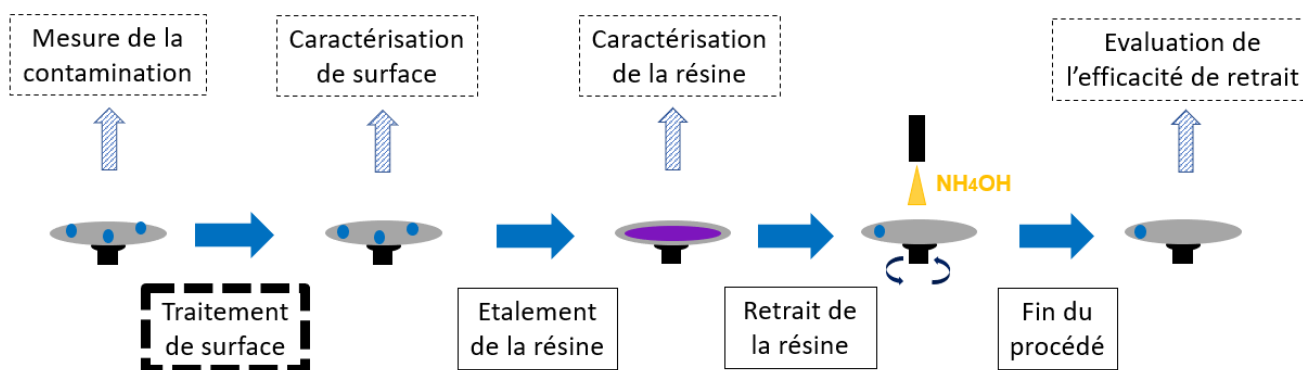 Mesure de la
contamination
Caractérisation
de surface
Caractérisation
de la résine
Evaluation de
l'efficacité de retrait
NH4OH
Traitement
de surface
Etalement
de la résine
Retrait de
la résine
Fin du
procédé